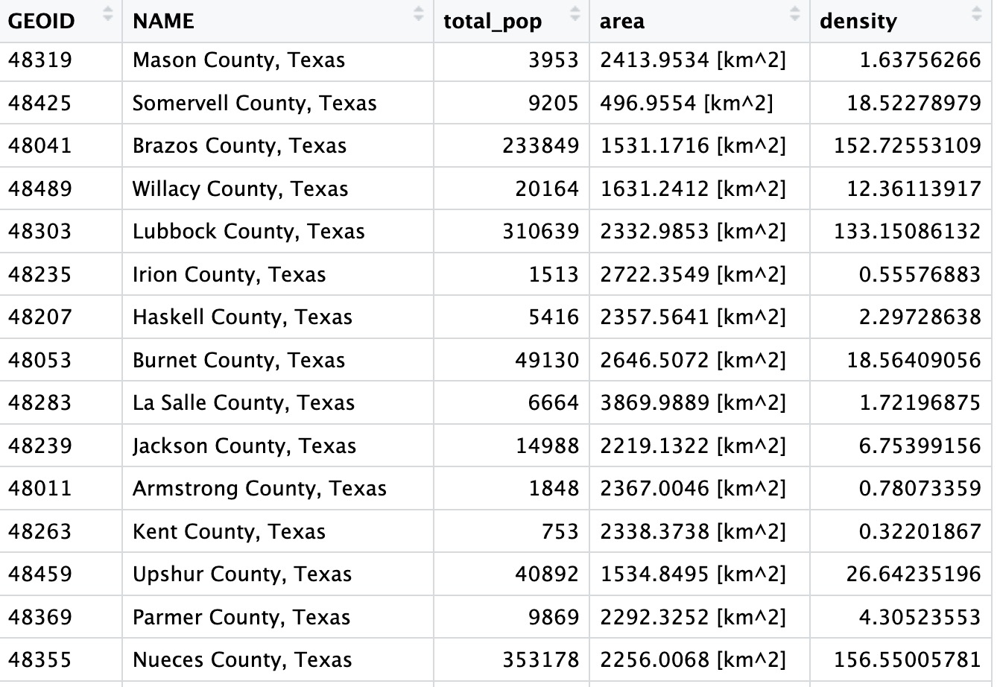 GEOID NAME total_pop area density
48319 Mason County, Texas 3953 2413.9534 [km^2] 1.63756266
48425 Somervell County, Texas 9205 496.9554 [km^2] 18.52278979
48041 Brazos County, Texas 233849 1531.1716 [km^2] 152.72553109
48489 Willacy County, Texas 20164 1631.2412 [km^2] 12.36113917
48303 Lubbock County, Texas 310639 2332.9853 [km^2] 133.15086132
48235 Irion County, Texas 1513 2722.3549 [km^2] 0.55576883
48207 Haskell County, Texas 5416 2357.5641 [km^2] 2.29728638
48053 Burnet County, Texas 49130 2646.5072 [km^2] 18.56409056
48283 La Salle County, Texas 6664 3869.9889 [km^2] 1.72196875
48239 Jackson County, Texas 14988 2219.1322 [km^2] 6.75399156
48011 Armstrong County, Texas 1848 2367.0046 [km^2] 0.78073359
48263 Kent County, Texas 753 2338.3738 [km^2] 0.32201867
48459 Upshur County, Texas 40892 1534.8495 [km^2] 26.64235196
48369 Parmer County, Texas 9869 2292.3252 [km^2] 4.30523553
48355 Nueces County, Texas 353178 2256.0068 [km^2] 156.55005781